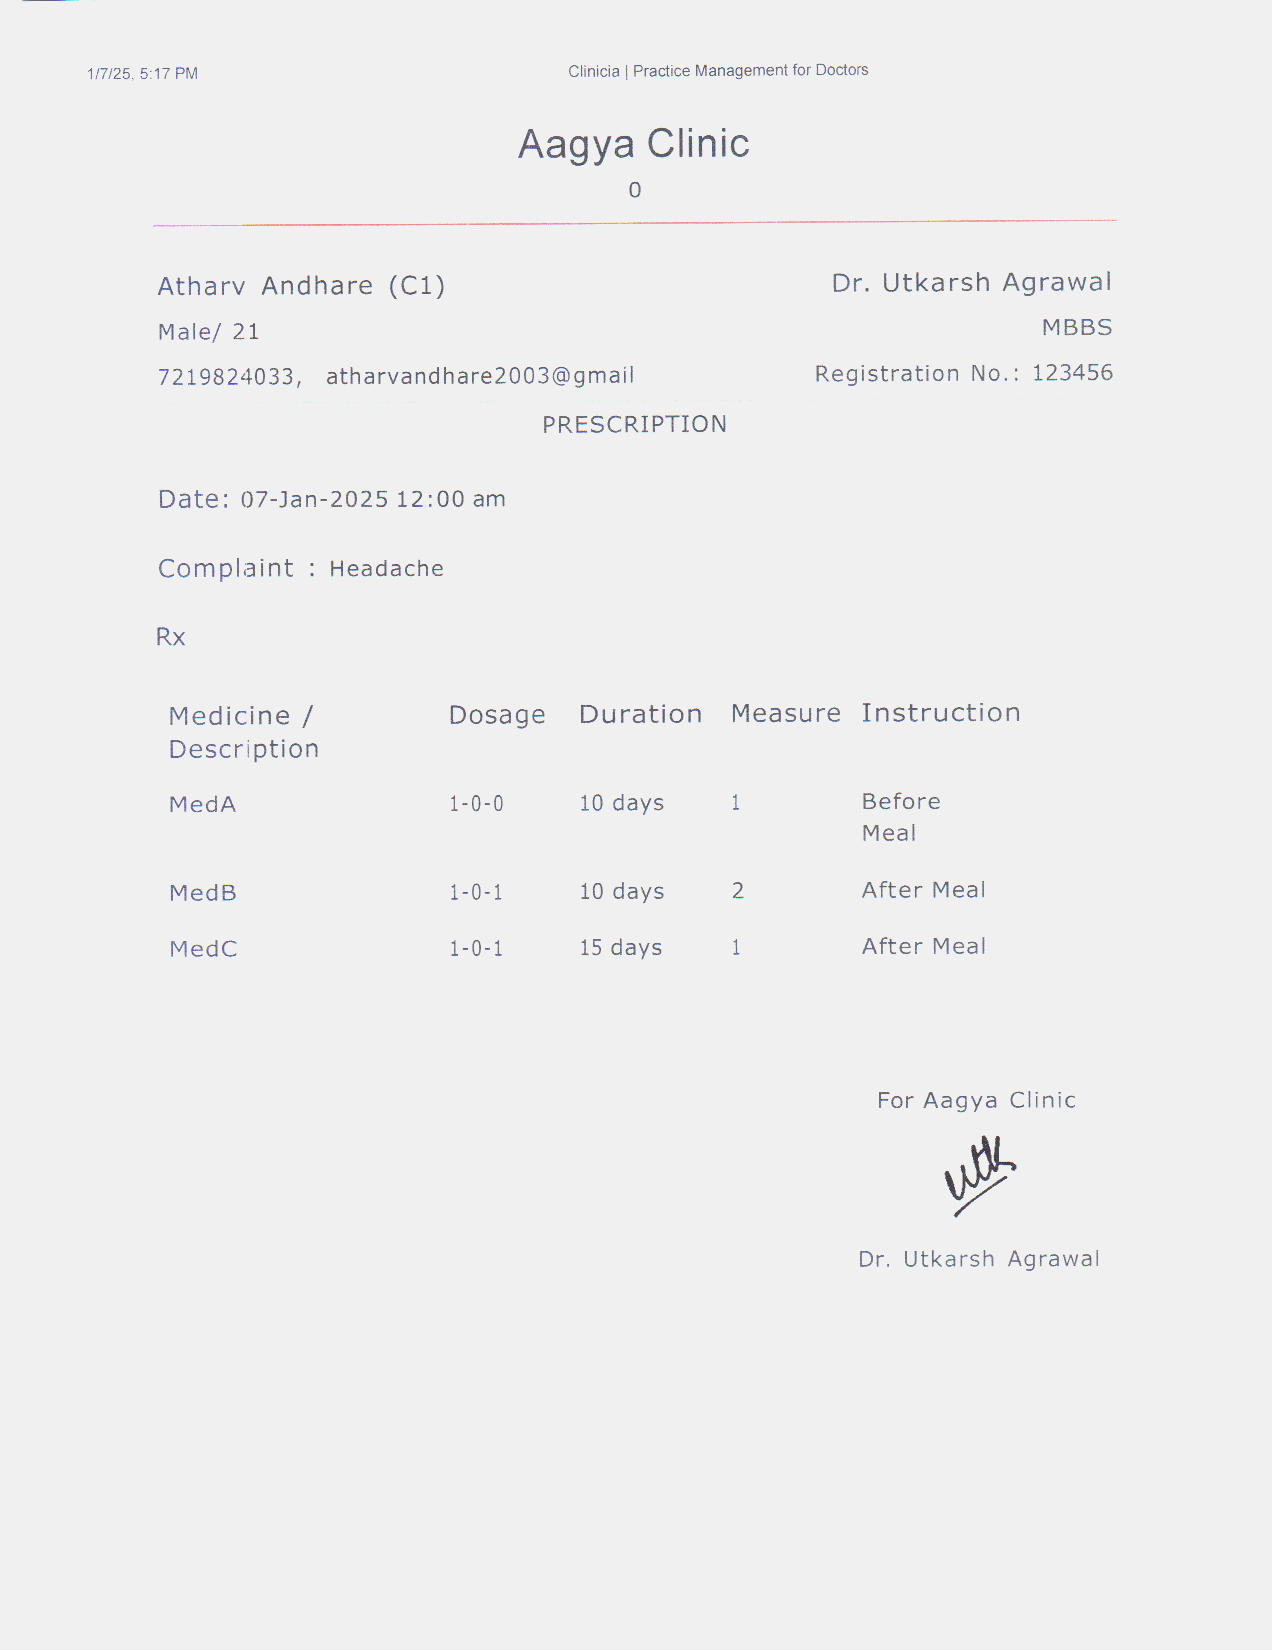 1/7/25, 5:17 PM Clinicia | Practice Management for Doctors
Aagya Clinic
0
Atharv Andhare (C1) Dr. Utkarsh Agrawal
Male/ 21 MBBS
7219824033, atharvandhare2003@gmail Registration No.: 123456
PRESCRIPTION
Date: 07-Jan-2025 12:00 am
Complaint : Headache
Rx
Medicine / Dosage Duration Measure Instruction
Description
MedA 1-0-0 10 days 1 Before
Meal
MedB 1-0-1 10 days 2 After Meal
MedC 1-0-1 15 days 1 After Meal
For Aagya Clinic
utk
Dr. Utkarsh Agrawal